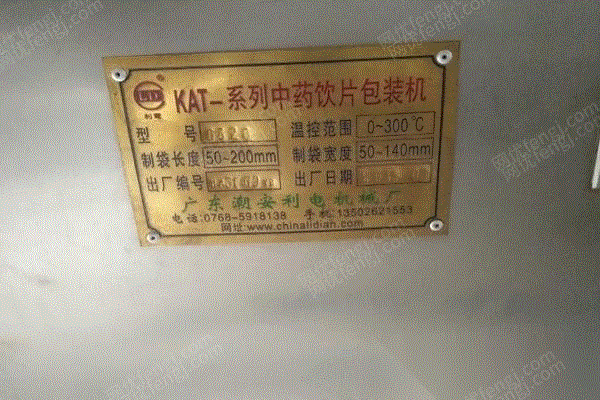 利電
KAT-系列中药饮片包装机
型 号 温控范围 0~300℃
制袋长度 50-200mm 制袋宽度 50-140mm
出厂编号 出厂日期
广东潮安利电机械厂
电话:0768-5918138 手机:13502621553
网址:www.chinalidian.com